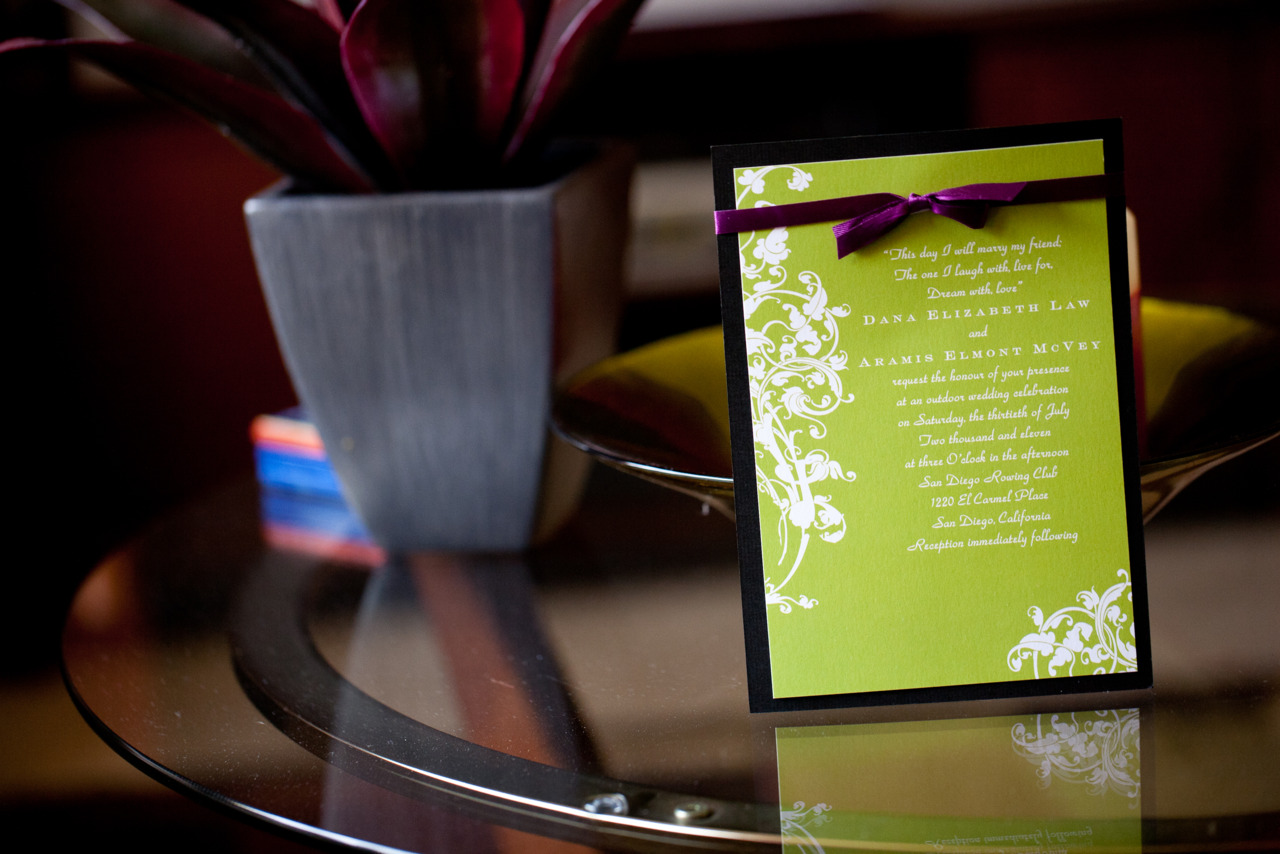 "This day I will marry my friend;
The one I laugh with, live for,
Dream with, love"
Dana Elizabeth Law
and
Aramis Elmont McVey
request the honour of your presence
at an outdoor wedding celebration
on Saturday, the thirtieth of July
Two thousand and eleven
at three O'clock in the afternoon
San Diego Rowing Club
1220 El Carmel Place
San Diego, California
Reception immediately following